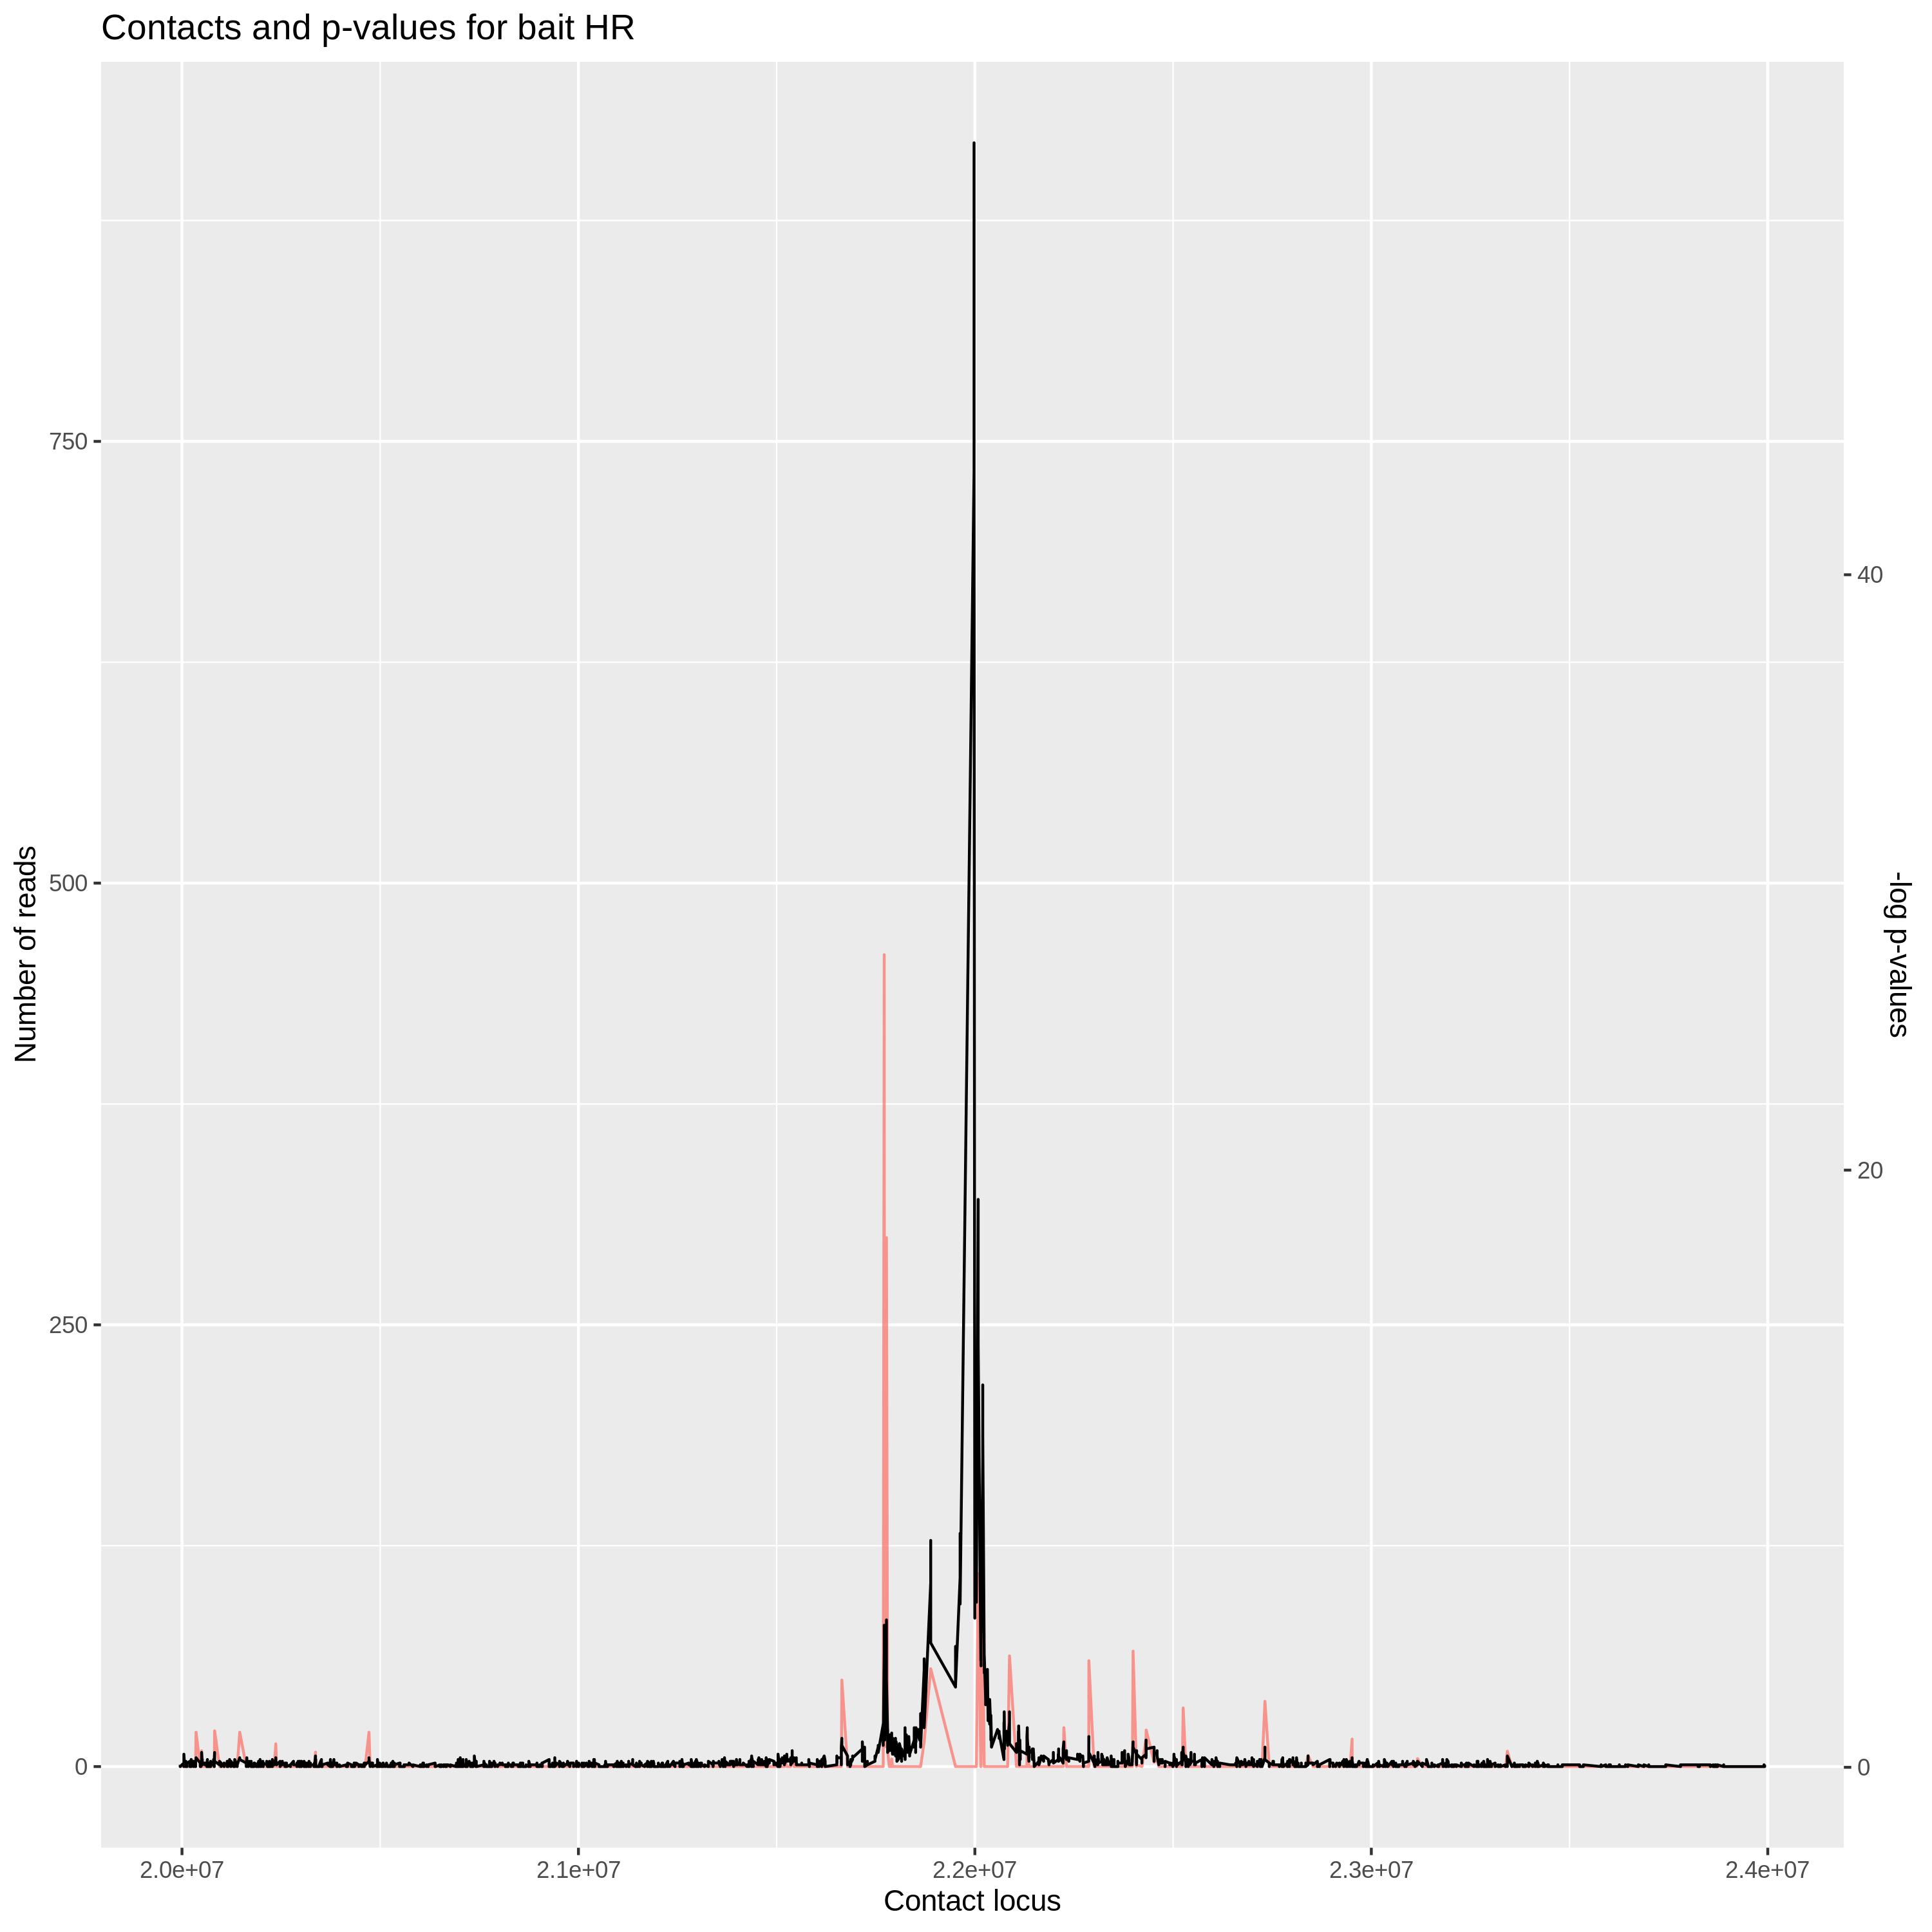 Contacts and p-values for bait HR
Number of reads
750
500
250
0
-log p-values
40
20
0
2.0e+07
2.1e+07
2.2e+07
2.3e+07
2.4e+07
Contact locus